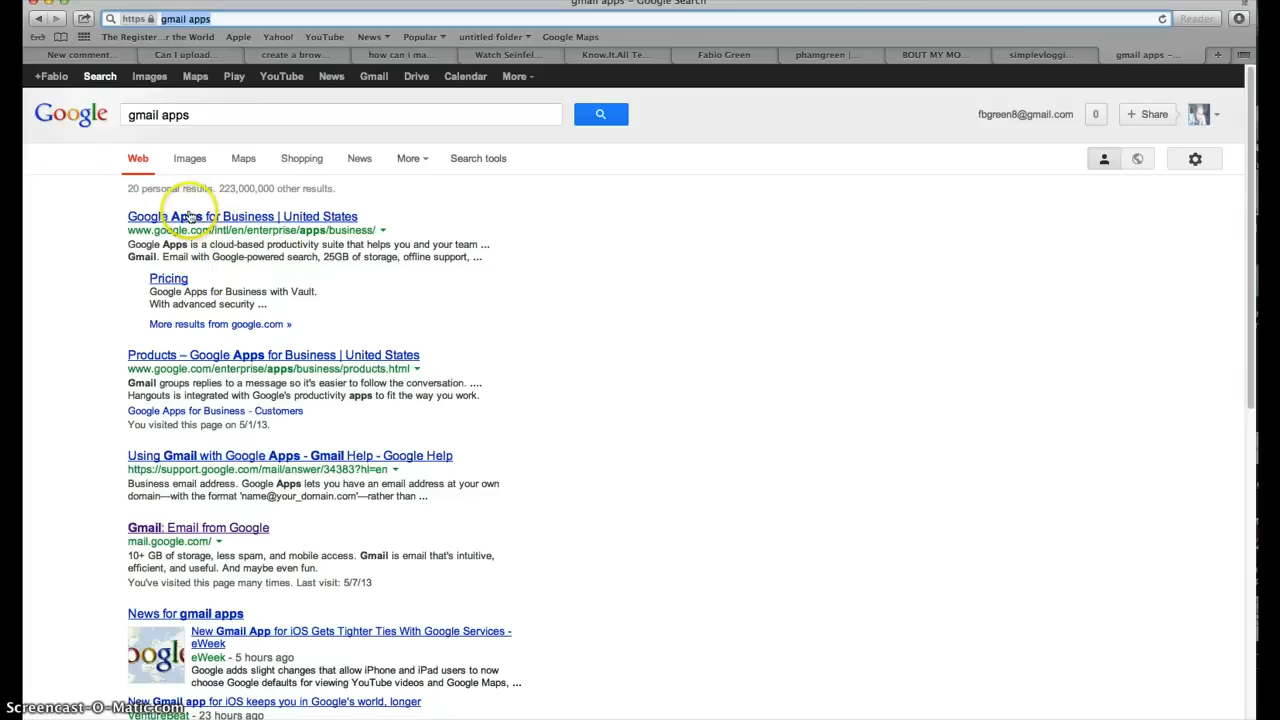 gmail apps – Google Search
https gmail apps Reader
The Register...r the World Apple Yahoo! YouTube News Popular untitled folder Google Maps
New comment... Can I upload... create a brow... how can i ma... Watch Seinfel... Know.It.All Te... Fabio Green phamgreen |... BOUT MY MO... simplevloggi... gmail apps –...
+Fabio Search Images Maps Play YouTube News Gmail Drive Calendar More
Google gmail apps fbgreen8@gmail.com 0 + Share
Web Images Maps Shopping News More Search tools
20 personal results. 223,000,000 other results.
Google Apps for Business | United States
www.google.com/intl/en/enterprise/apps/business/
Google Apps is a cloud-based productivity suite that helps you and your team ...
Gmail. Email with Google-powered search, 25GB of storage, offline support, ...
Pricing
Google Apps for Business with Vault.
With advanced security ...
More results from google.com »
Products – Google Apps for Business | United States
www.google.com/enterprise/apps/business/products.html
Gmail groups replies to a message so it's easier to follow the conversation. ....
Hangouts is integrated with Google's productivity apps to fit the way you work.
Google Apps for Business - Customers
You visited this page on 5/1/13.
Using Gmail with Google Apps - Gmail Help - Google Help
https://support.google.com/mail/answer/34383?hl=en
Business email address. Google Apps lets you have an email address at your own
domain—with the format 'name@your_domain.com'—rather than ...
Gmail: Email from Google
mail.google.com/
10+ GB of storage, less spam, and mobile access. Gmail is email that's intuitive,
efficient, and useful. And maybe even fun.
You've visited this page many times. Last visit: 5/7/13
News for gmail apps
New Gmail App for iOS Gets Tighter Ties With Google Services -
eWeek
eWeek - 5 hours ago
Google adds slight changes that allow iPhone and iPad users to now
choose Google defaults for viewing YouTube videos and Google Maps, ...
New Gmail app for iOS keeps you in Google's world, longer
VentureBeat - 23 hours ago
Screencast-O-Matic.com